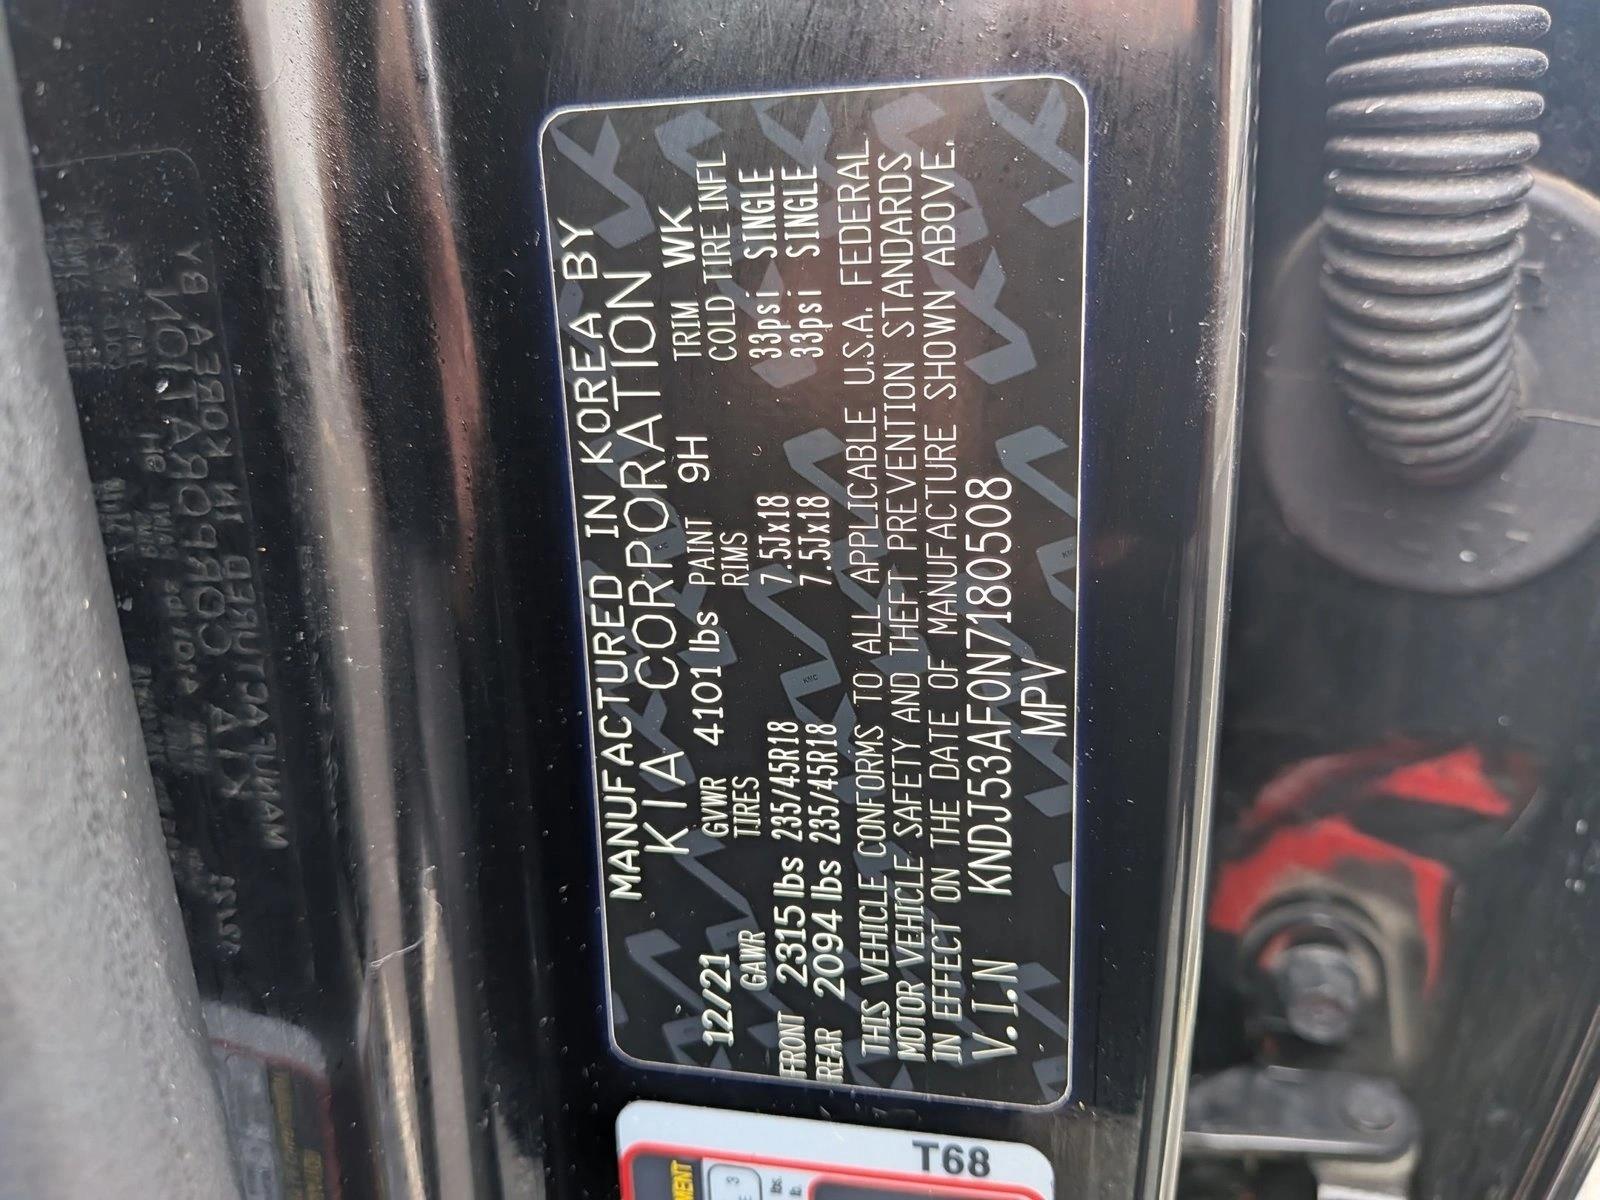 MANUFACTURED IN KOREA BY
KIA CORPORATION
12/21 GVWR 4101 lbs PAINT 9H TRIM WK
GAWR TIRES RIMS COLD TIRE INFL
FRONT 2315 lbs 235/45R18 7.5Jx18 33psi SINGLE
REAR 2094 lbs 235/45R18 7.5Jx18 33psi SINGLE
THIS VEHICLE CONFORMS TO ALL APPLICABLE U.S.A. FEDERAL
MOTOR VEHICLE SAFETY AND THEFT PREVENTION STANDARDS
IN EFFECT ON THE DATE OF MANUFACTURE SHOWN ABOVE.
V.I.N KNDJ53AF0N7180508
MPV
KMC
T68